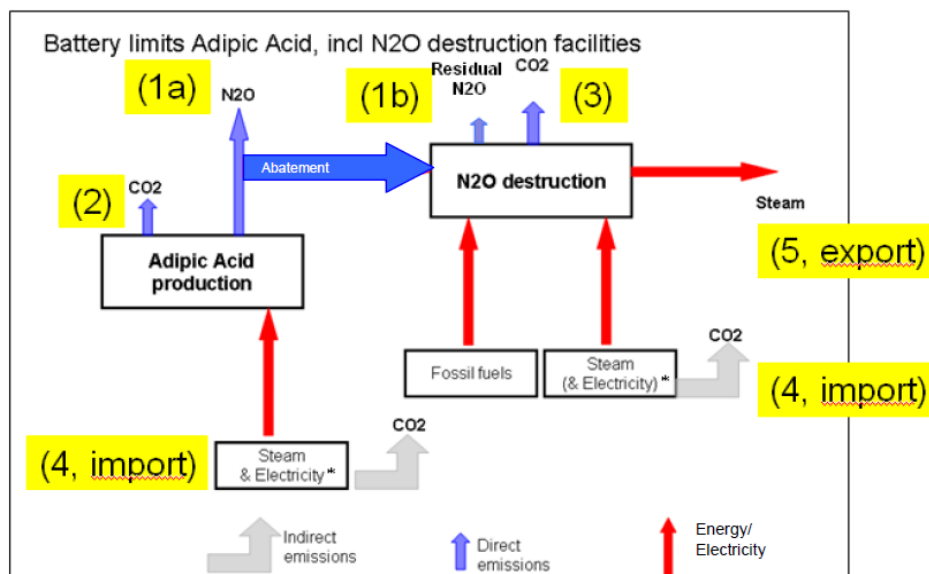 Battery limits Adipic Acid, incl N2O destruction facilities
(1a)
N2O
(1b)
Residual
N2O
CO2
(3)
Abatement
N2O destruction
(2)
CO2
Steam
Adipic Acid
production
(5, export)
CO2
Fossil fuels
Steam
(& Electricity) *
(4, import)
CO2
(4, import)
Steam
& Electricity*
Indirect
emissions
Direct
emissions
Energy/
Electricity